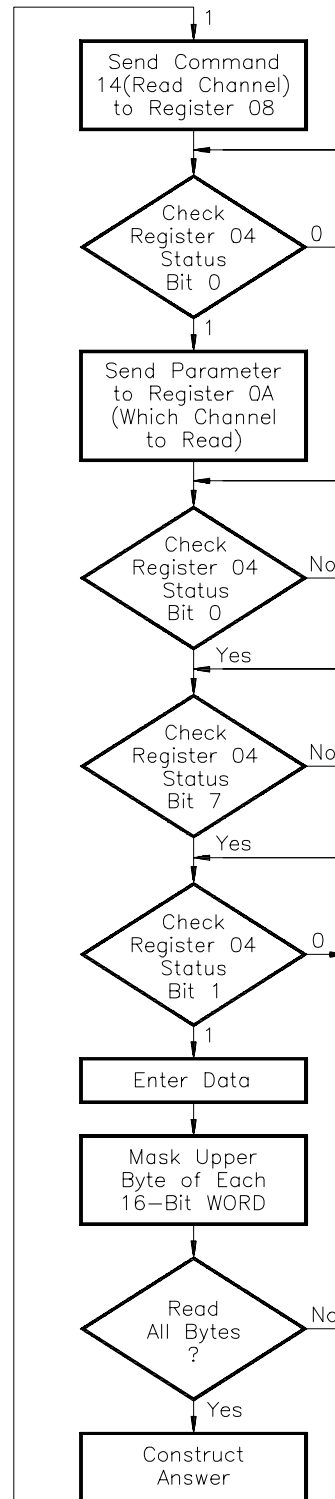 1
Send Command
14(Read Channel)
to Register 08
Check
Register 04
Status
Bit 0
0
1
Send Parameter
to Register 0A
(Which Channel
to Read)
Check
Register 04
Status
Bit 0
No
Yes
Check
Register 04
Status
Bit 7
No
Yes
Check
Register 04
Status
Bit 1
0
1
Enter Data
Mask Upper
Byte of Each
16-Bit WORD
Read
All Bytes
?
No
Yes
Construct
Answer